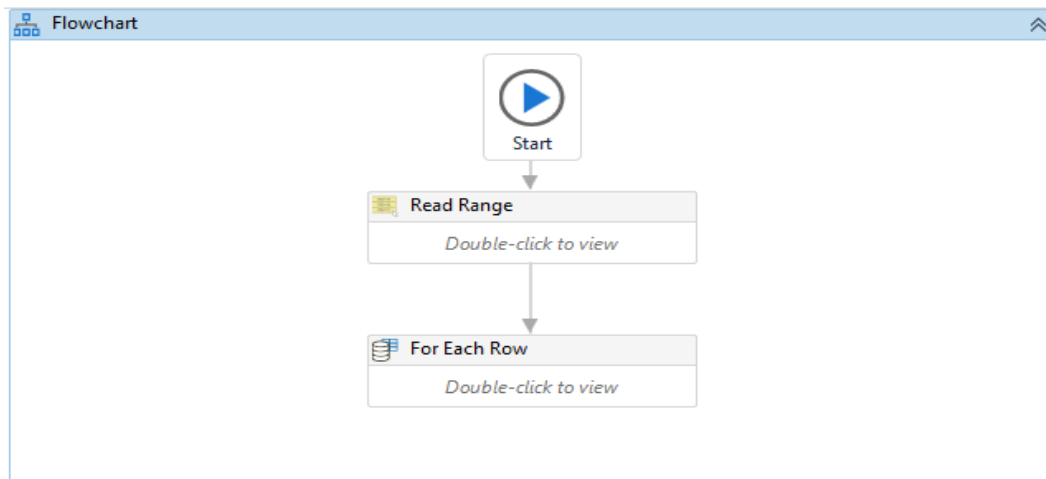 Flowchart
Start
Read Range
Double-click to view
For Each Row
Double-click to view